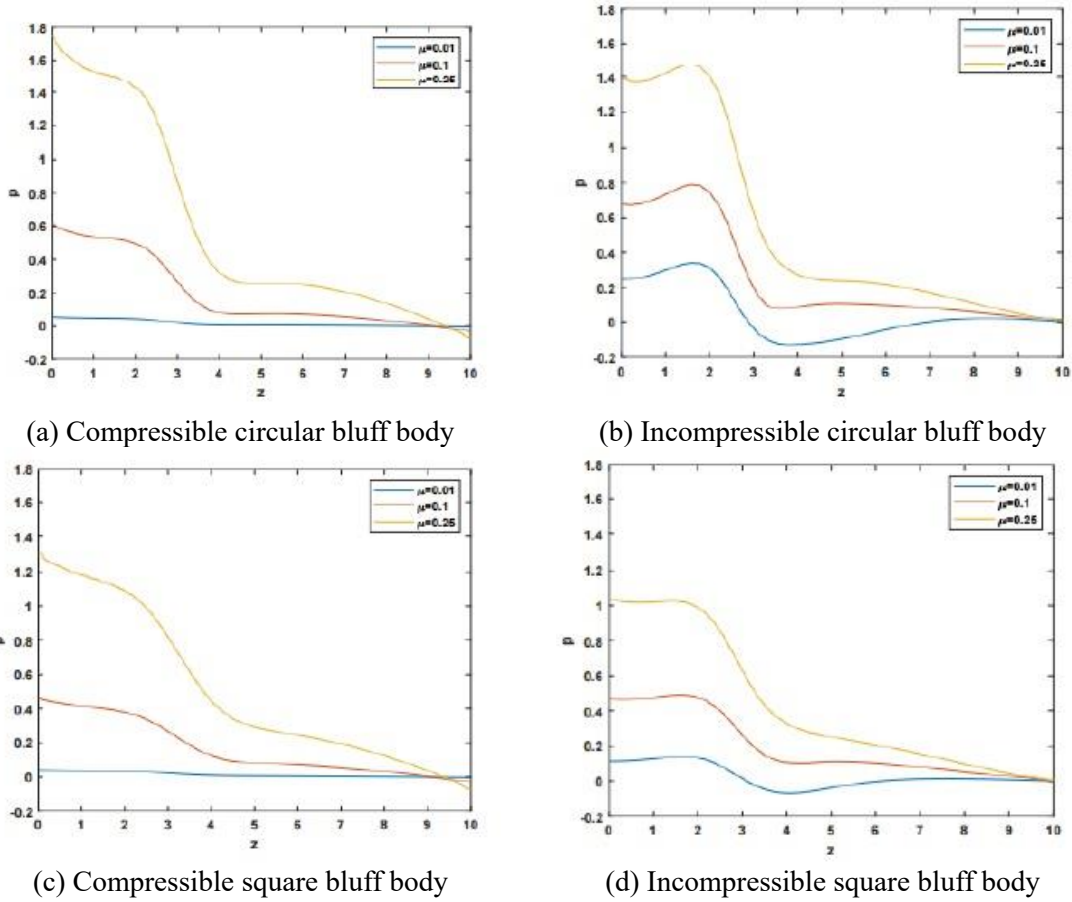 1.8
1.6
1.4
1.2
1
0.8
0.6
0.4
0.2
0
-0.2
p
μ=0.01
μ=0.1
μ=0.25
0 1 2 3 4 5 6 7 8 9 10
z
1.8
1.6
1.4
1.2
1
0.8
0.6
0.4
0.2
0
-0.2
p
μ=0.01
μ=0.1
μ=0.25
0 1 2 3 4 5 6 7 8 9 10
z
(a) Compressible circular bluff body
(b) Incompressible circular bluff body
1.8
1.6
1.4
1.2
1
0.8
0.6
0.4
0.2
0
-0.2
p
μ=0.01
μ=0.1
μ=0.25
0 1 2 3 4 5 6 7 8 9 10
z
1.8
1.6
1.4
1.2
1
0.8
0.6
0.4
0.2
0
-0.2
p
μ=0.01
μ=0.1
μ=0.25
0 1 2 3 4 5 6 7 8 9 10
z
(c) Compressible square bluff body
(d) Incompressible square bluff body